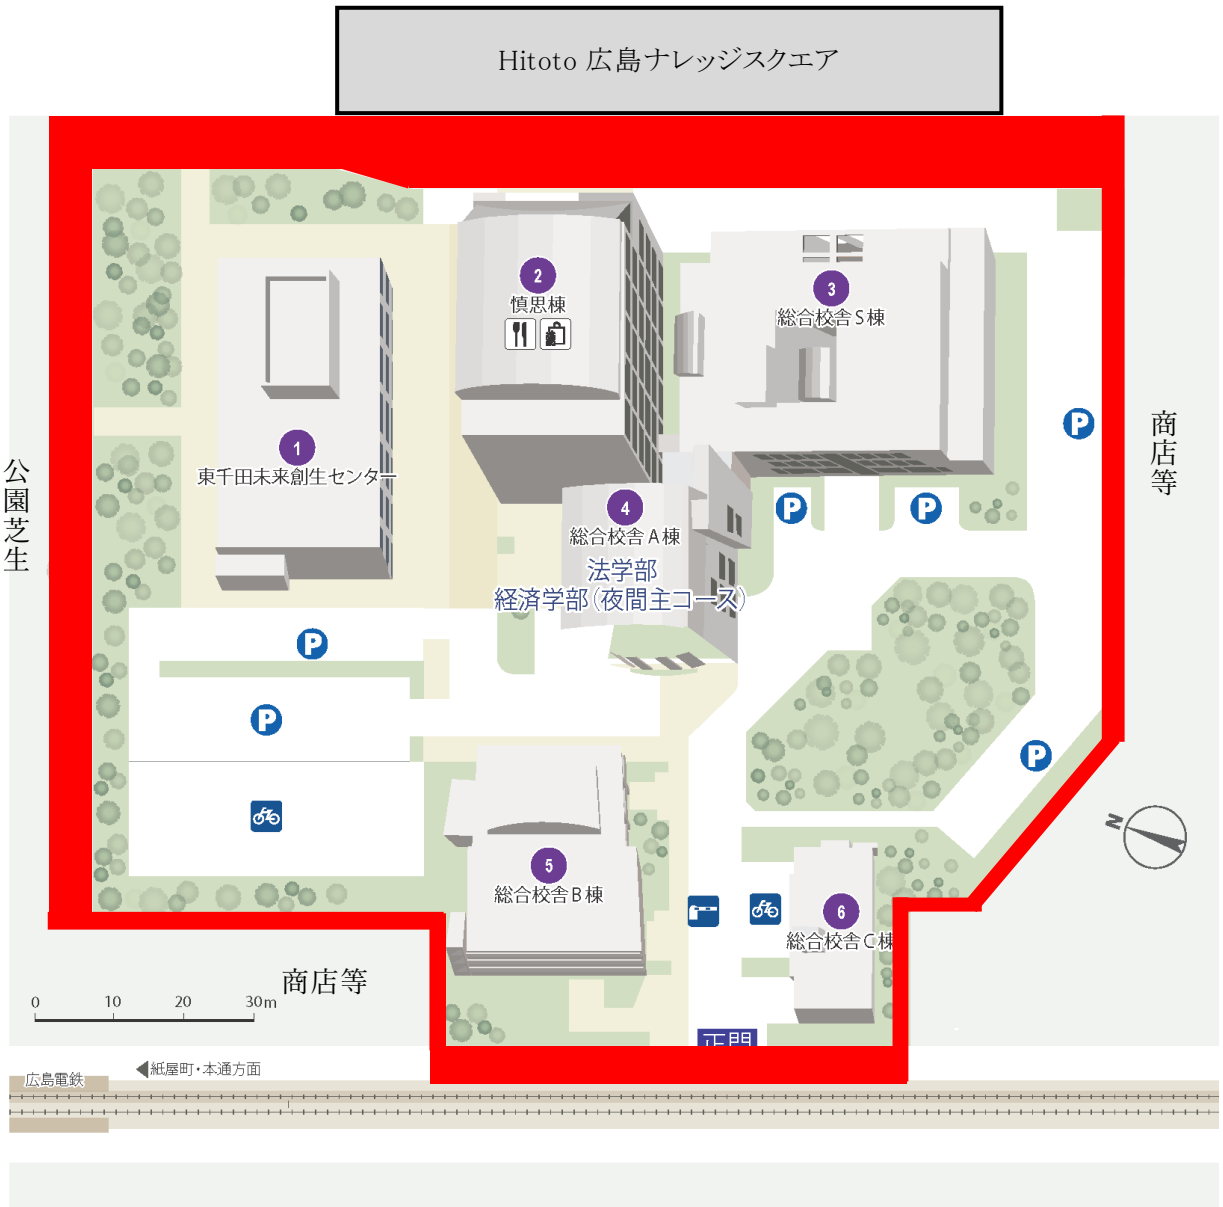 Hitoto 広島ナレッジスクエア
2
慎思棟
3
総合校舎S棟
P
商店等
1
東千田未来創生センター
公園芝生
4
総合校舎A棟
P
P
法学部
経済学部(夜間主コース)
P
P
P
N
5
総合校舎B棟
6
総合校舎C棟
商店等
0 10 20 30m
正門
◀紙屋町・本通方面
広島電鉄